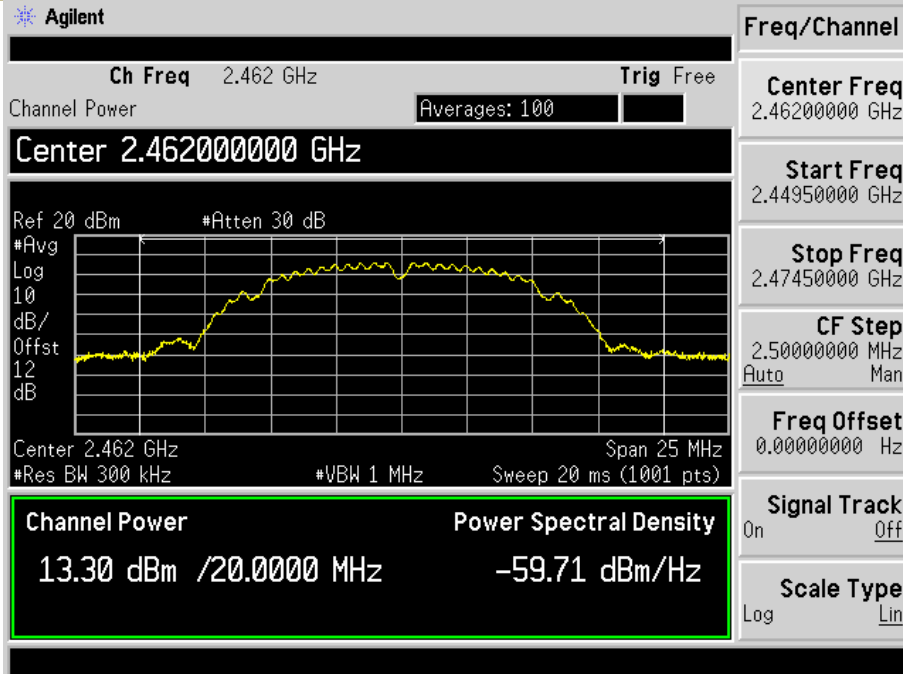 Agilent
Freq/Channel
Ch Freq 2.462 GHz Trig Free
Channel Power Averages: 100
Center 2.462000000 GHz
Ref 20 dBm #Atten 30 dB
#Avg
Log
10
dB/
Offst
12
dB
Center 2.462 GHz Span 25 MHz
#Res BW 300 kHz #VBW 1 MHz Sweep 20 ms (1001 pts)
Channel Power Power Spectral Density
13.30 dBm /20.0000 MHz -59.71 dBm/Hz
Center Freq
2.46200000 GHz
Start Freq
2.44950000 GHz
Stop Freq
2.47450000 GHz
CF Step
2.50000000 MHz
Auto Man
Freq Offset
0.00000000 Hz
Signal Track
On Off
Scale Type
Log Lin